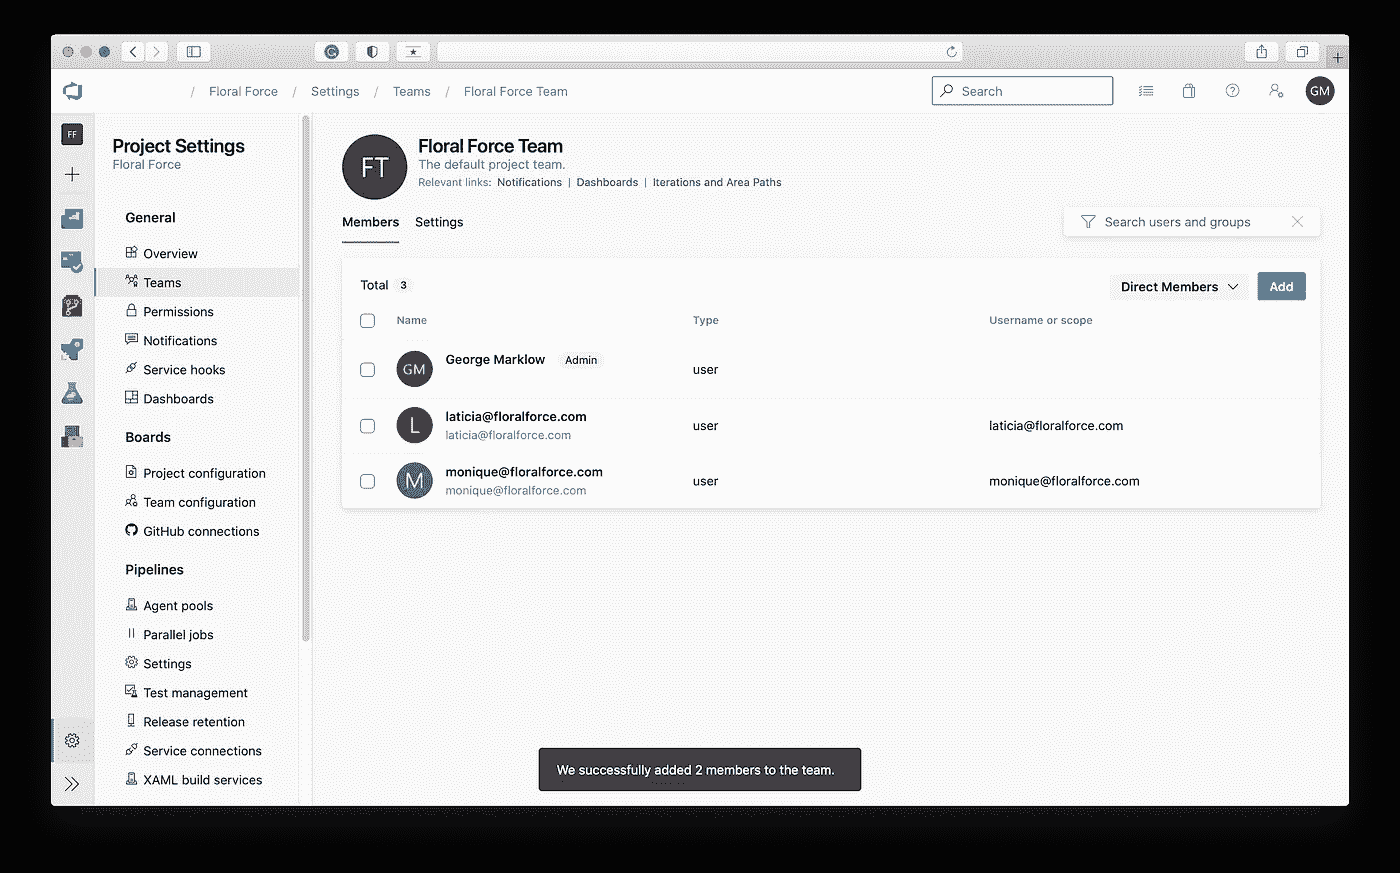 / Floral Force / Settings / Teams / Floral Force Team
Search
GM
FF
Project Settings
Floral Force
General
Overview
Teams
Permissions
Notifications
Service hooks
Dashboards
Boards
Project configuration
Team configuration
GitHub connections
Pipelines
Agent pools
Parallel jobs
Settings
Test management
Release retention
Service connections
XAML build services
FT
Floral Force Team
The default project team.
Relevant links: Notifications | Dashboards | Iterations and Area Paths
Members Settings
Search users and groups
Total 3
Direct Members
Add
Name Type Username or scope
GM George Marklow Admin user
L laticia@floralforce.com user laticia@floralforce.com
laticia@floralforce.com
M monique@floralforce.com user monique@floralforce.com
monique@floralforce.com
We successfully added 2 members to the team.